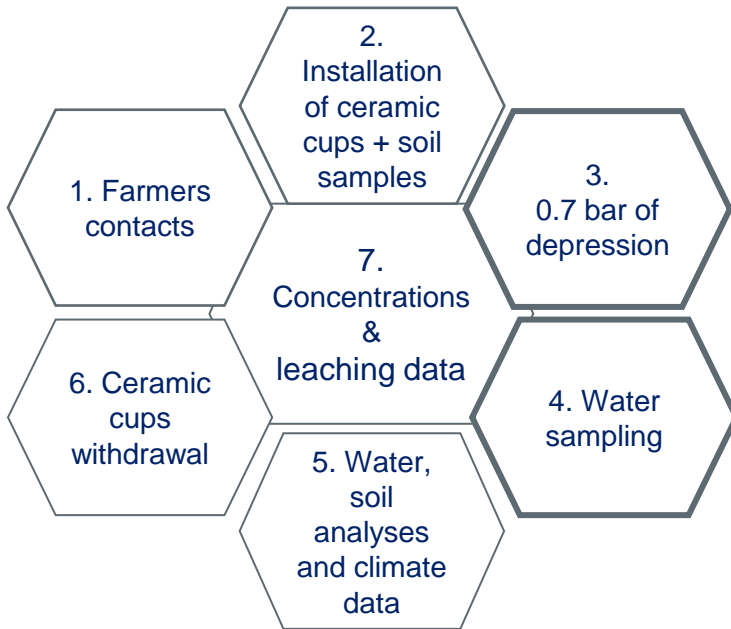 1. Farmers
contacts
2.
Installation
of ceramic
cups + soil
samples
3.
0.7 bar of
depression
4. Water
sampling
5. Water,
soil
analyses
and climate
data
6. Ceramic
cups
withdrawal
7.
Concentrations
&
leaching data